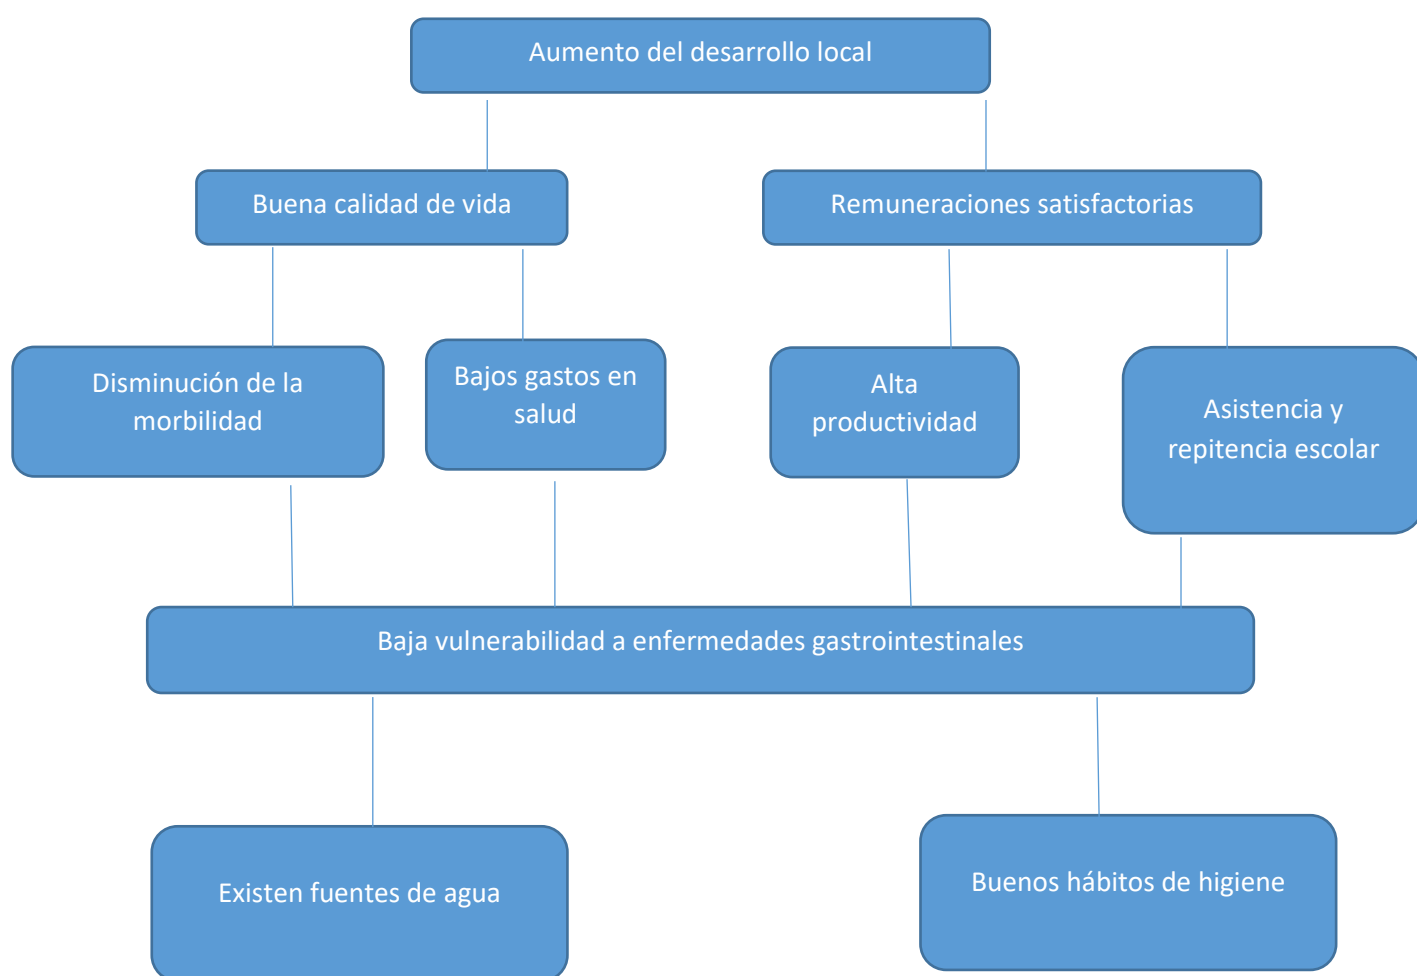 Aumento del desarrollo local
Buena calidad de vida
Remuneraciones satisfactorias
Disminución de la
morbilidad
Bajos gastos en
salud
Alta
productividad
Asistencia y
repitencia escolar
Baja vulnerabilidad a enfermedades gastrointestinales
Existen fuentes de agua
Buenos hábitos de higiene